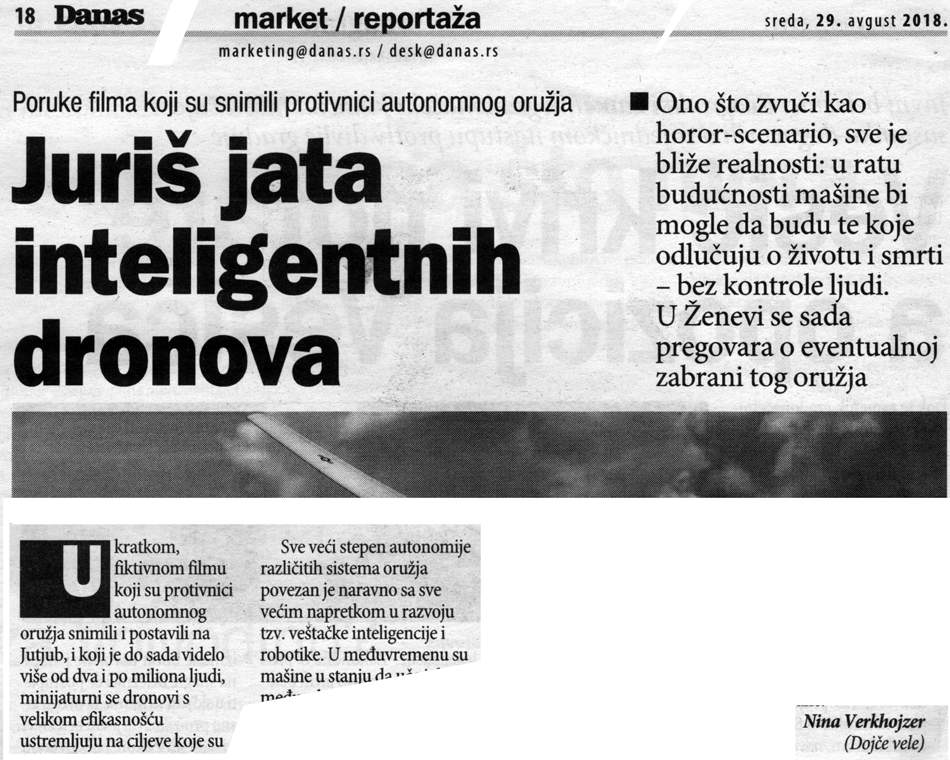 18 Danas
market / reportaža
sreda, 29. avgust 2018.
marketing@danas.rs / desk@danas.rs
Poruke filma koji su snimili protivnici autonomnog oružja
Juriš jata
inteligentnih
dronova
■ Ono što zvuči kao
horor-scenario, sve je
bliže realnosti: u ratu
budućnosti mašine bi
mogle da budu te koje
odlučuju o životu i smrti
– bez kontrole ljudi.
U Ženevi se sada
pregovara o eventualnoj
zabrani tog oružja
U kratkom,
fiktivnom filmu
koji su protivnici
autonomnog
oružja snimili i postavili na
Jutjub, i koji je do sada videlo
više od dva i po miliona ljudi,
minijaturni se dronovi s
velikom efikasnošću
ustremljuju na ciljeve koje su
Sve veći stepen autonomije
različitih sistema oružja
povezan je naravno sa sve
većim napretkom u razvoju
tzv. veštačke inteligencije i
robotike. U međuvremenu su
mašine u stanju da
Nina Verkhojzer
(Dojče vele)